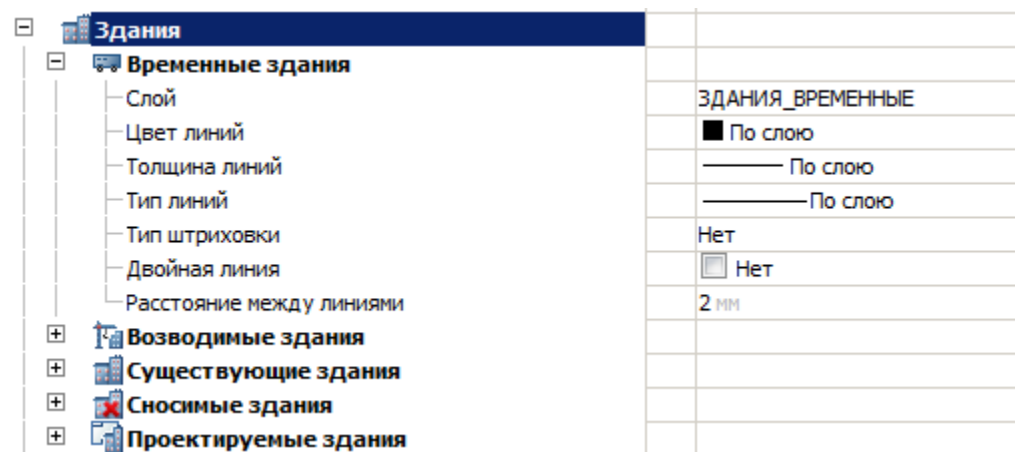 Здания
Временные здания
Слой ЗДАНИЯ_ВРЕМЕННЫЕ
Цвет линий По слою
Толщина линий По слою
Тип линий По слою
Тип штриховки Нет
Двойная линия Нет
Расстояние между линиями 2 мм
Возводимые здания
Существующие здания
Сносимые здания
Проектируемые здания